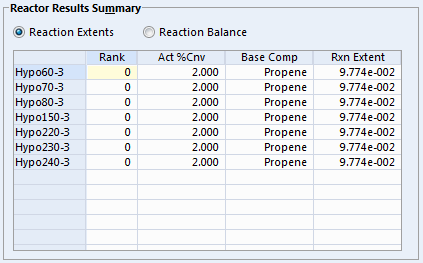 Reactor Results Summary
Reaction Extents Reaction Balance
Rank Act %Cnv Base Comp Rxn Extent
Hypo60-3 0 2.000 Propene 9.774e-002
Hypo70-3 0 2.000 Propene 9.774e-002
Hypo80-3 0 2.000 Propene 9.774e-002
Hypo150-3 0 2.000 Propene 9.774e-002
Hypo220-3 0 2.000 Propene 9.774e-002
Hypo230-3 0 2.000 Propene 9.774e-002
Hypo240-3 0 2.000 Propene 9.774e-002